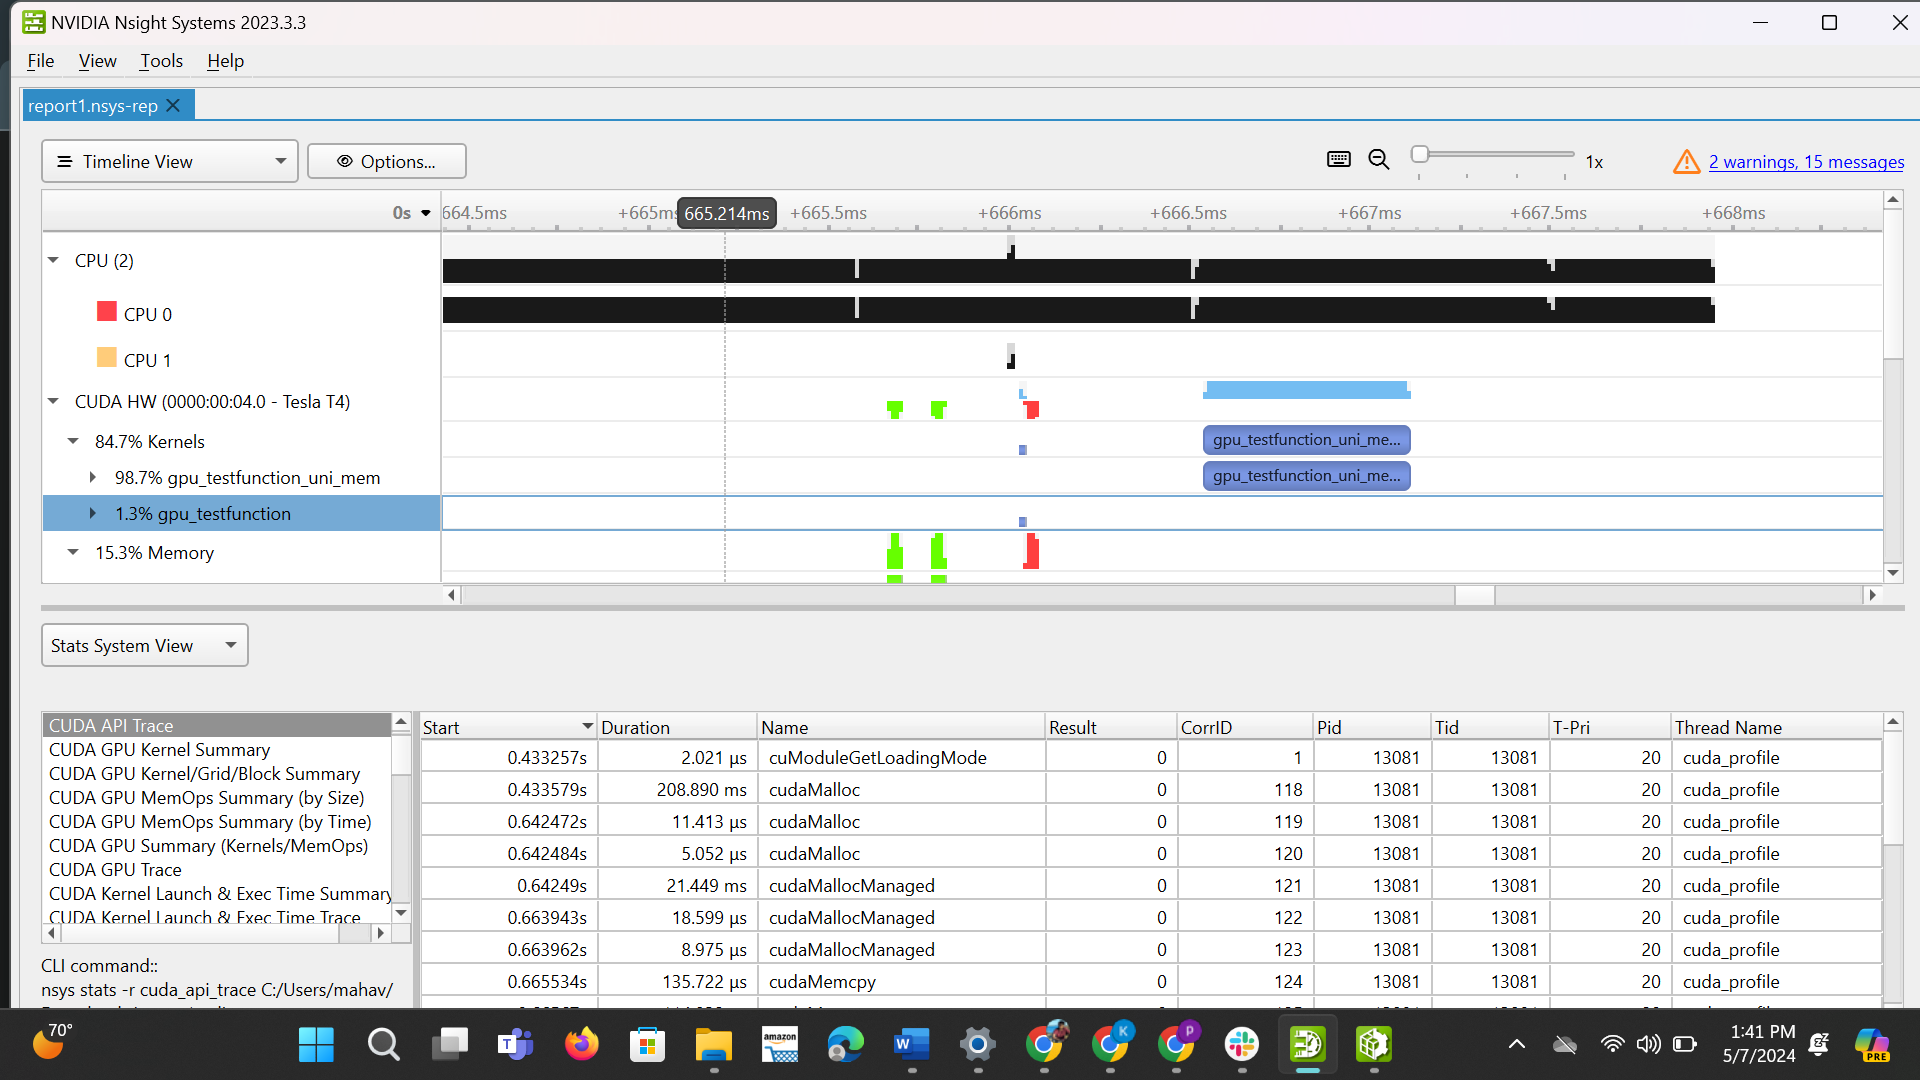 NVIDIA Nsight Systems 2023.3.3
File View Tools Help
report1.nsys-rep
Timeline View Options... 1x 2 warnings, 15 messages
0s 664.5ms +665ms 665.214ms +665.5ms +666ms +666.5ms +667ms +667.5ms +668ms
CPU (2)
CPU 0
CPU 1
CUDA HW (0000:00:04.0 - Tesla T4)
84.7% Kernels gpu_testfunction_uni_me...
98.7% gpu_testfunction_uni_mem gpu_testfunction_uni_me...
1.3% gpu_testfunction
15.3% Memory
Stats System View
CUDA API Trace
CUDA GPU Kernel Summary
CUDA GPU Kernel/Grid/Block Summary
CUDA GPU MemOps Summary (by Size)
CUDA GPU MemOps Summary (by Time)
CUDA GPU Summary (Kernels/MemOps)
CUDA GPU Trace
CUDA Kernel Launch & Exec Time Summary
CUDA Kernel Launch & Exec Time Trace
CLI command::
nsys stats -r cuda_api_trace C:/Users/mahav/
Start Duration Name Result CorrID Pid Tid T-Pri Thread Name
0.433257s 2.021 μs cuModuleGetLoadingMode 0 1 13081 13081 20 cuda_profile
0.433579s 208.890 ms cudaMalloc 0 118 13081 13081 20 cuda_profile
0.642472s 11.413 μs cudaMalloc 0 119 13081 13081 20 cuda_profile
0.642484s 5.052 μs cudaMalloc 0 120 13081 13081 20 cuda_profile
0.64249s 21.449 ms cudaMallocManaged 0 121 13081 13081 20 cuda_profile
0.663943s 18.599 μs cudaMallocManaged 0 122 13081 13081 20 cuda_profile
0.663962s 8.975 μs cudaMallocManaged 0 123 13081 13081 20 cuda_profile
0.665534s 135.722 μs cudaMemcpy 0 124 13081 13081 20 cuda_profile
70°
T
amazon
W
K
p
1:41 PM
5/7/2024
PRE